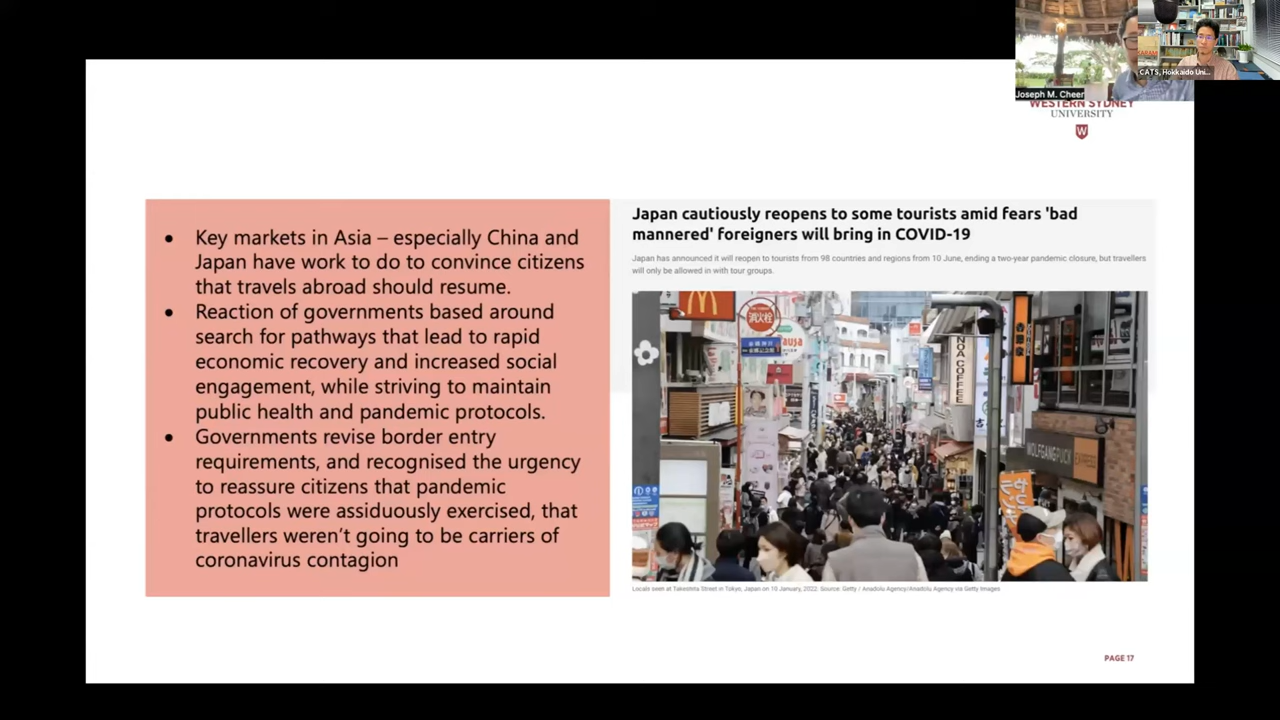 Joseph M. Cheer
CATS, Hokkaido Uni...
WESTERN SYDNEY
UNIVERSITY
W
Key markets in Asia – especially China and
Japan have work to do to convince citizens
that travels abroad should resume.
Reaction of governments based around
search for pathways that lead to rapid
economic recovery and increased social
engagement, while striving to maintain
public health and pandemic protocols.
Governments revise border entry
requirements, and recognised the urgency
to reassure citizens that pandemic
protocols were assiduously exercised, that
travellers weren't going to be carriers of
coronavirus contagion
Japan cautiously reopens to some tourists amid fears 'bad
mannered' foreigners will bring in COVID-19
Japan has announced it will reopen to tourists from 98 countries and regions from 10 June, ending a two-year pandemic closure, but travellers
will only be allowed in with tour groups.
消火栓
NOA COFFEE
WOLFGANG PUCK
Locals seen at Takeshita Street in Tokyo, Japan on 10 January, 2022. Source: Getty / Anadolu Agency/Anadolu Agency via Getty Images
PAGE 17